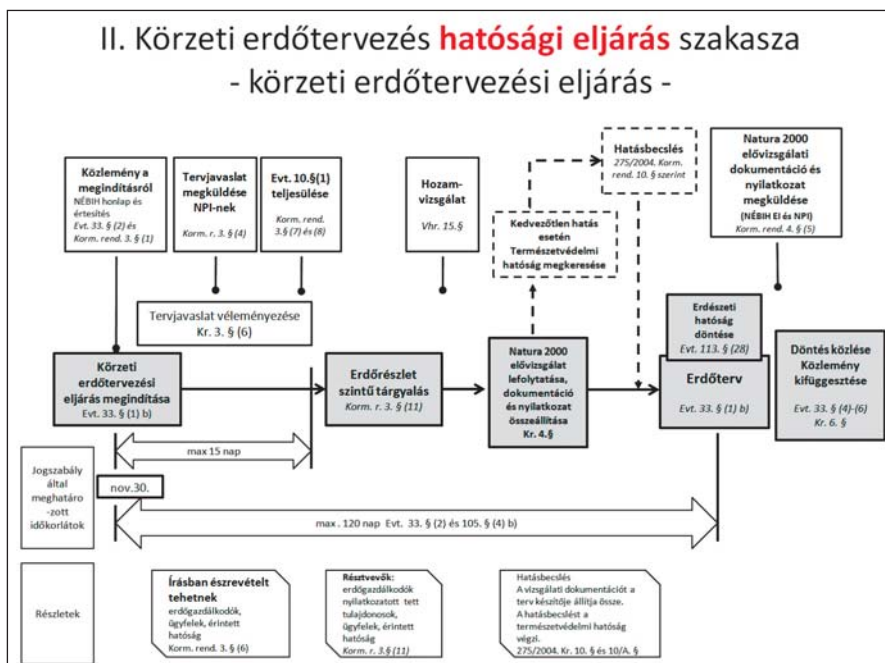 II. Körzeti erdőtervezés hatósági eljárás szakasza
- körzeti erdőtervezési eljárás -
Közlemény a
megindításról
NÉBIH honlap és
értesítés
Evt. 33. § (2) és
Korm. rend. 3. § (1)
Tervjavaslat
megküldése
NPI-nek
Korm. r. 3. § (4)
Evt. 10.§(1)
teljesülése
Korm. rend.
3.§ (7) és (8)
Hozam-
vizsgálat
Vhr. 15.§
Hatásbecslés
275/2004. Korm.
rend. 10. § szerint
Kedvezőtlen hatás
esetén
Természetvédelmi
hatóság megkeresése
Natura 2000
elővizsgálati
dokumentáció és
nyilatkozat
megküldése
(NÉBIH EI és NPI)
Korm. rend. 4. § (5)
Tervjavaslat véleményezése
Kr. 3. § (6)
Körzeti
erdőtervezési
eljárás megindítása
Evt. 33. § (1) b)
Erdőrészlet
szintű tárgyalás
Korm. r. 3. § (11)
Natura 2000
elővizsgálat
lefolytatása,
dokumentáció
és nyilatkozat
összeállítása
Kr. 4.§
Erdészeti
hatóság
döntése
Evt. 113. § (28)
Erdőterv
Evt. 33. § (1) b)
Döntés közlése
Közlemény
kifüggesztése
Evt. 33. § (4)-(6)
Kr. 6. §
max 15 nap
Jogszabály
által
meghatáro
-zott
időkorlátok
nov.30.
max . 120 nap Evt. 33. § (2) és 105. § (4) b)
Részletek
Írásban észrevételt
tehetnek
erdőgazdálkodók,
ügyfelek, érintett
hatóság
Korm. rend. 3. § (6)
Résztvevők:
erdőgazdálkodók
nyilatkozatott tett
tulajdonosok,
ügyfelek, érintett
hatóság
Korm. r. 3.§ (11)
Hatásbecslés
A vizsgálati dokumentációt a
terv készítője állítja össze.
A hatásbecslést a
természetvédelmi hatóság
végzi.
275/2004. Kr. 10. § és 10/A. §